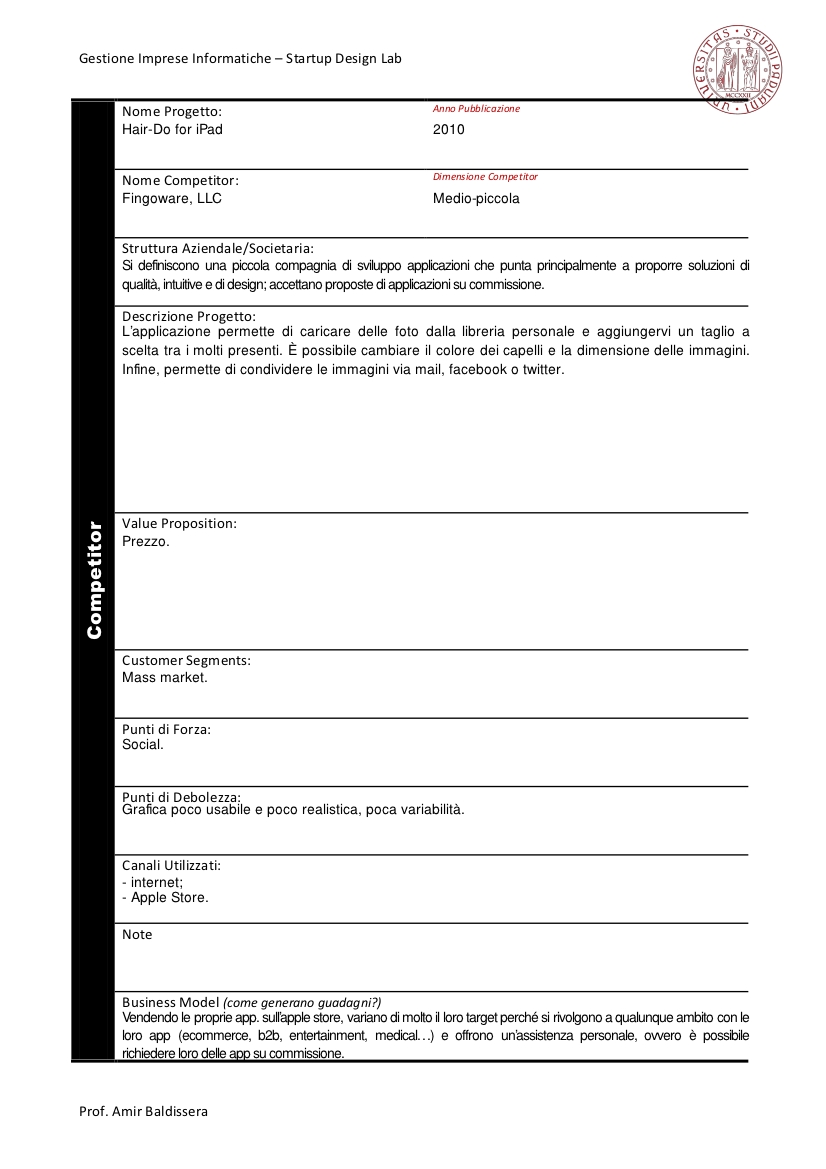 Gestione Imprese Informatiche – Startup Design Lab
UNIVERSITAS • STUDII PADUANI •
MCCXXII
Nome Progetto:
Anno Pubblicazione
Hair-Do for iPad
2010
Nome Competitor:
Dimensione Competitor
Fingoware, LLC
Medio-piccola
Struttura Aziendale/Societaria:
Si definiscono una piccola compagnia di sviluppo applicazioni che punta principalmente a proporre soluzioni di
qualità, intuitive e di design; accettano proposte di applicazioni su commissione.
Descrizione Progetto:
L'applicazione permette di caricare delle foto dalla libreria personale e aggiungervi un taglio a
scelta tra i molti presenti. È possibile cambiare il colore dei capelli e la dimensione delle immagini.
Infine, permette di condividere le immagini via mail, facebook o twitter.
Competitor
Value Proposition:
Prezzo.
Customer Segments:
Mass market.
Punti di Forza:
Social.
Punti di Debolezza:
Grafica poco usabile e poco realistica, poca variabilità.
Canali Utilizzati:
- internet;
- Apple Store.
Note
Business Model (come generano guadagni?)
Vendendo le proprie app. sull'apple store, variano di molto il loro target perché si rivolgono a qualunque ambito con le
loro app (ecommerce, b2b, entertainment, medical…) e offrono un'assistenza personale, ovvero è possibile
richiedere loro delle app su commissione.
Prof. Amir Baldissera